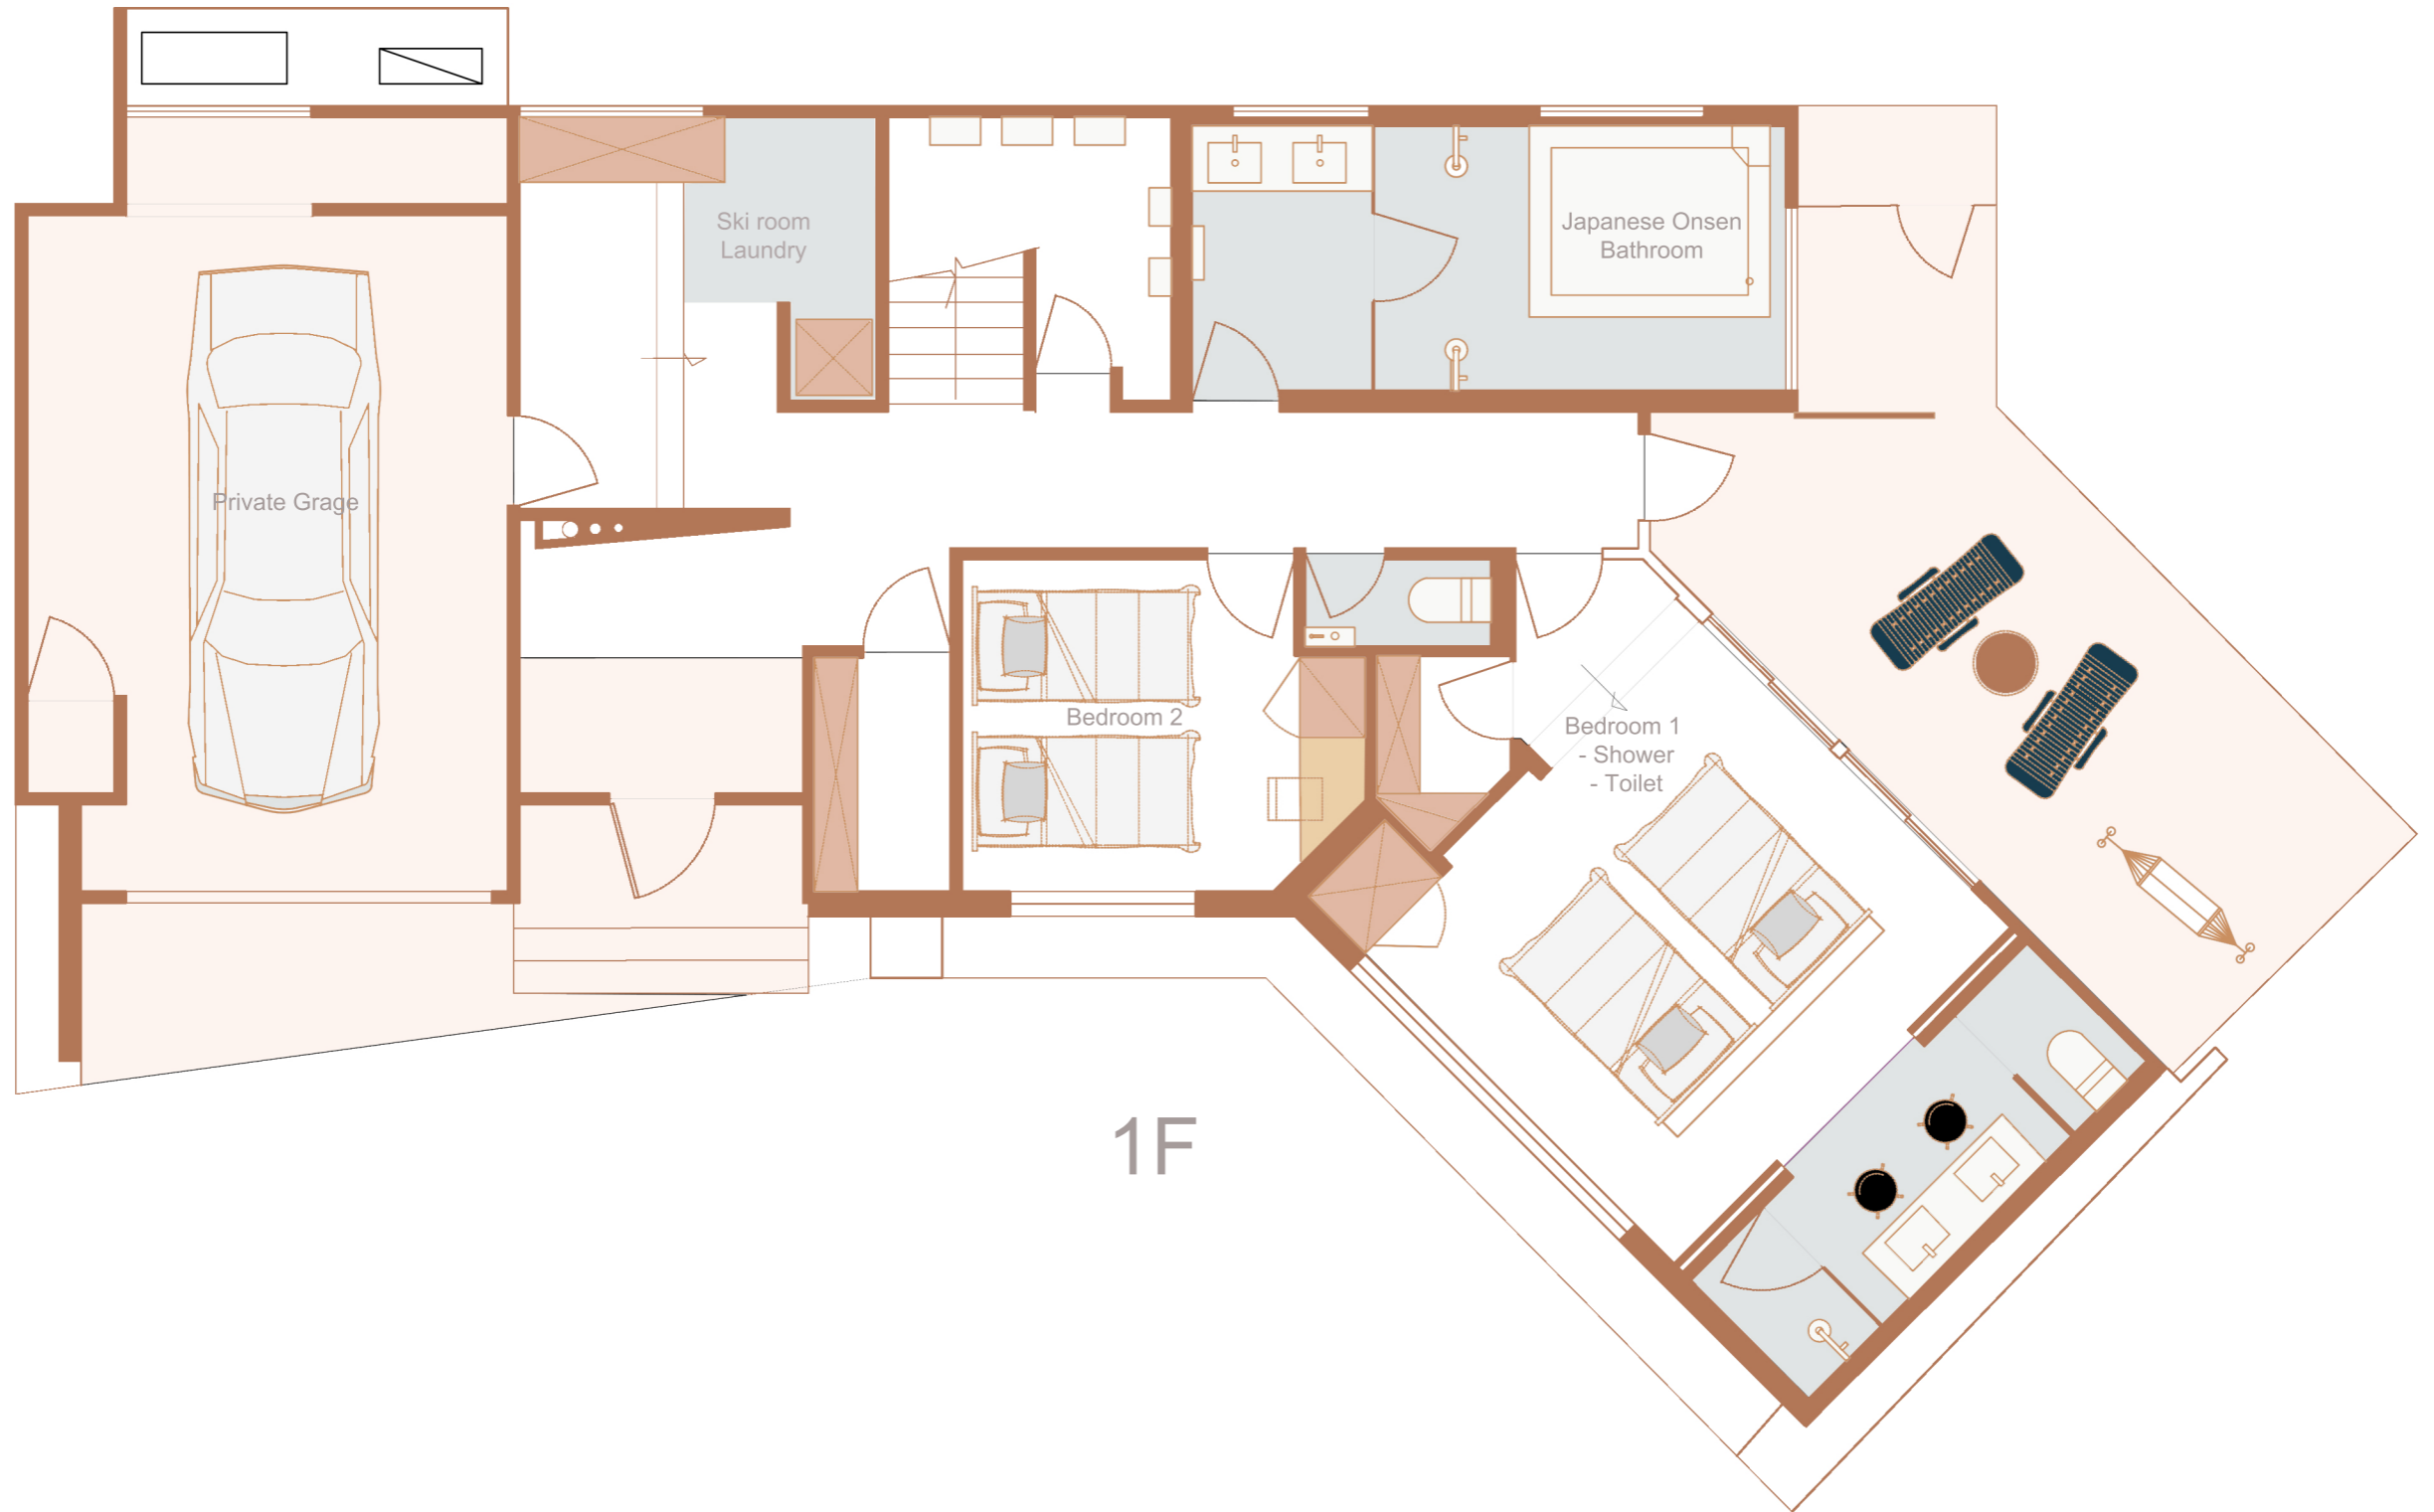 Ski room
Laundry
Japanese Onsen
Bathroom
Private Grage
Bedroom 2
Bedroom 1
- Shower
- Toilet
1F